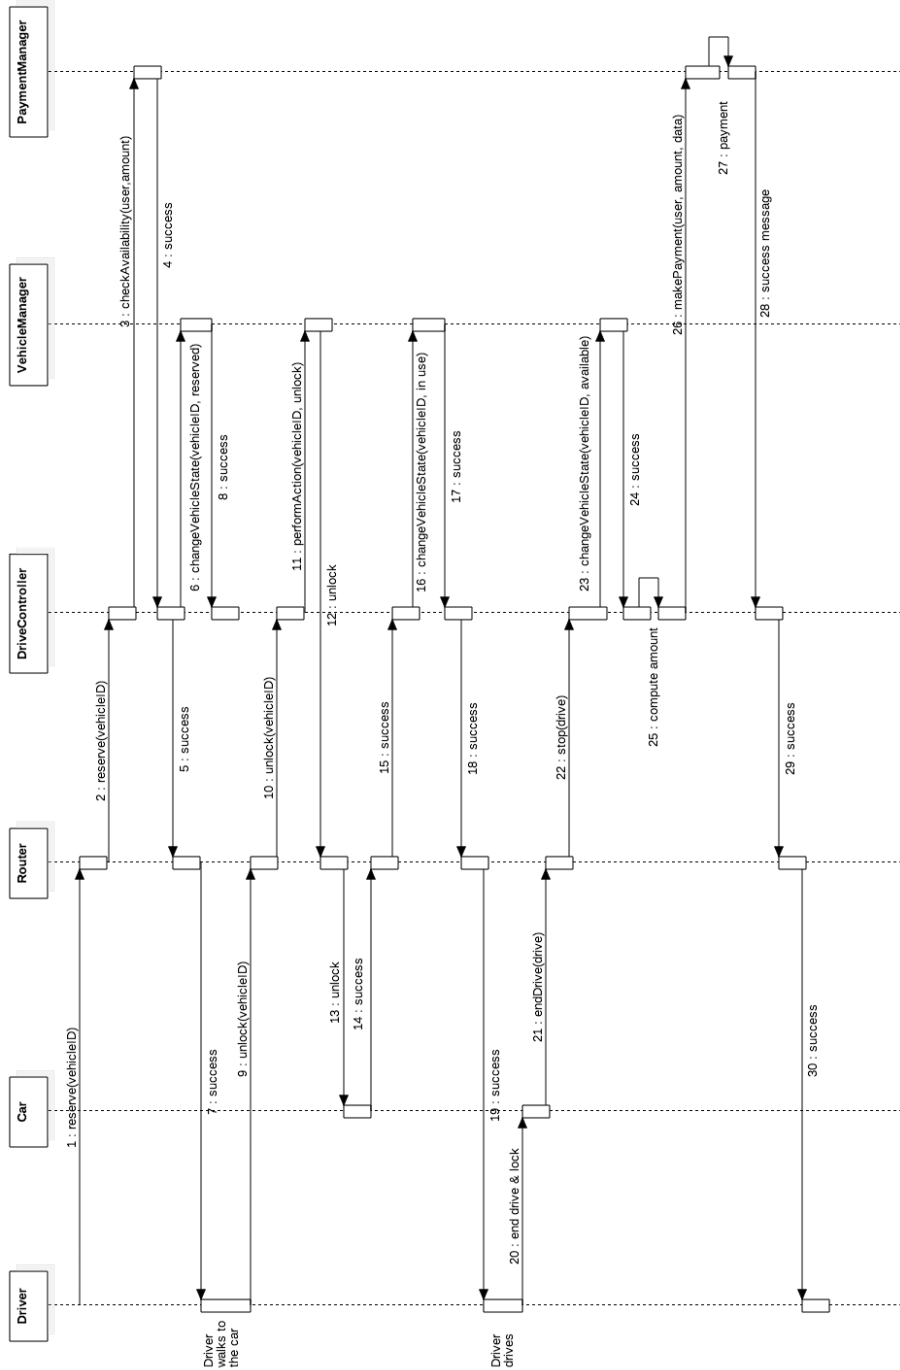 Driver
Car
Router
DriveController
VehicleManager
PaymentManager
1 : reserve(vehicleID)
2 : reserve(vehicleID)
3 : checkAvailability(user,amount)
4 : success
5 : success
6 : changeVehicleState(vehicleID, reserved)
7 : success
8 : success
Driver
walks to
the car
9 : unlock(vehicleID)
10 : unlock(vehicleID)
11 : performAction(vehicleID, unlock)
12 : unlock
13 : unlock
14 : success
15 : success
16 : changeVehicleState(vehicleID, in use)
17 : success
18 : success
19 : success
Driver
drives
20 : end drive & lock
21 : endDrive(drive)
22 : stop(drive)
23 : changeVehicleState(vehicleID, available)
24 : success
25 : compute amount
26 : makePayment(user, amount, data)
27 : payment
28 : success message
29 : success
30 : success